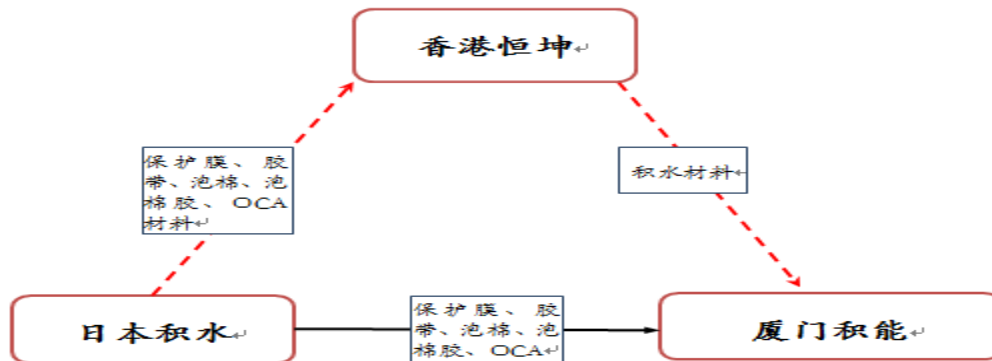 香港恒坤
保护膜、胶
带、泡棉、泡
棉胶、OCA
材料
积水材料
日本积水
保护膜、胶
带、泡棉、泡
棉胶、OCA
厦门积能